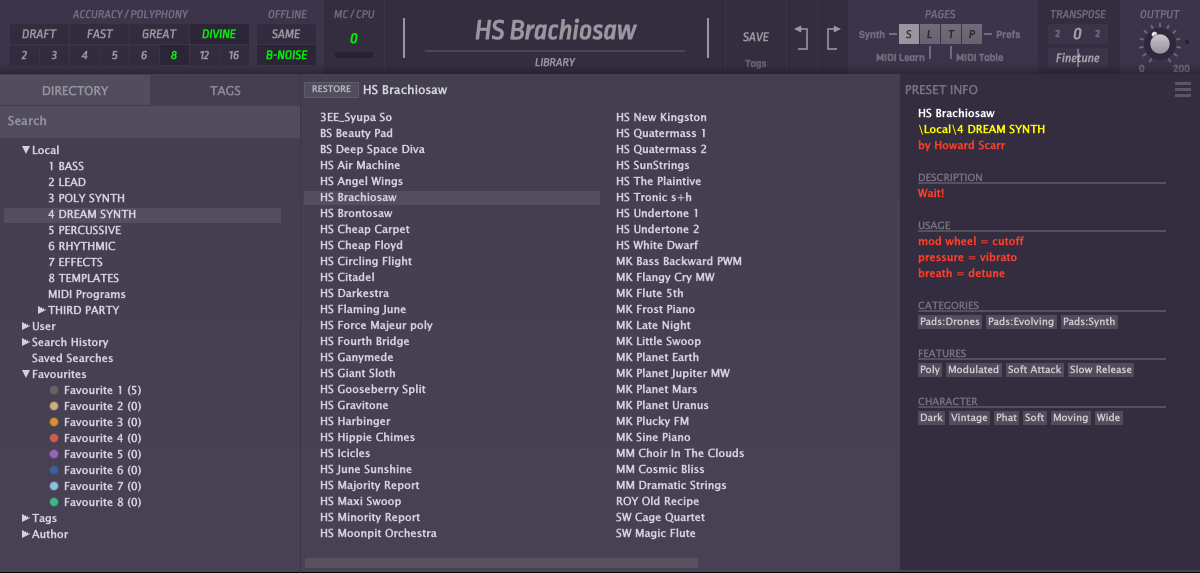 ACCURACY / POLYPHONY
OFFLINE
MC / CPU
DRAFT FAST GREAT DIVINE
SAME
2 3 4 5 6 8 12 16
B-NOISE
0
HS Brachiosaw
LIBRARY
SAVE
Tags
PAGES
Synth S L T P Prefs
MIDI Learn MIDI Table
TRANSPOSE
2 0 2
Finetune
OUTPUT
0 200
DIRECTORY TAGS
Search
Local
1 BASS
2 LEAD
3 POLY SYNTH
4 DREAM SYNTH
5 PERCUSSIVE
6 RHYTHMIC
7 EFFECTS
8 TEMPLATES
MIDI Programs
THIRD PARTY
User
Search History
Saved Searches
Favourites
Favourite 1 (5)
Favourite 2 (0)
Favourite 3 (0)
Favourite 4 (0)
Favourite 5 (0)
Favourite 6 (0)
Favourite 7 (0)
Favourite 8 (0)
Tags
Author
RESTORE HS Brachiosaw
3EE_Syupa So
BS Beauty Pad
BS Deep Space Diva
HS Air Machine
HS Angel Wings
HS Brachiosaw
HS Brontosaw
HS Cheap Carpet
HS Cheap Floyd
HS Circling Flight
HS Citadel
HS Darkestra
HS Flaming June
HS Force Majeur poly
HS Fourth Bridge
HS Ganymede
HS Giant Sloth
HS Gooseberry Split
HS Gravitone
HS Harbinger
HS Hippie Chimes
HS Icicles
HS June Sunshine
HS Majority Report
HS Maxi Swoop
HS Minority Report
HS Moonpit Orchestra
HS New Kingston
HS Quatermass 1
HS Quatermass 2
HS SunStrings
HS The Plaintive
HS Tronic s+h
HS Undertone 1
HS Undertone 2
HS White Dwarf
MK Bass Backward PWM
MK Flangy Cry MW
MK Flute 5th
MK Frost Piano
MK Late Night
MK Little Swoop
MK Planet Earth
MK Planet Jupiter MW
MK Planet Mars
MK Planet Uranus
MK Plucky FM
MK Sine Piano
MM Choir In The Clouds
MM Cosmic Bliss
MM Dramatic Strings
ROY Old Recipe
SW Cage Quartet
SW Magic Flute
PRESET INFO
HS Brachiosaw
\Local\4 DREAM SYNTH
by Howard Scarr
DESCRIPTION
Wait!
USAGE
mod wheel = cutoff
pressure = vibrato
breath = detune
CATEGORIES
Pads:Drones Pads:Evolving Pads:Synth
FEATURES
Poly Modulated Soft Attack Slow Release
CHARACTER
Dark Vintage Phat Soft Moving Wide